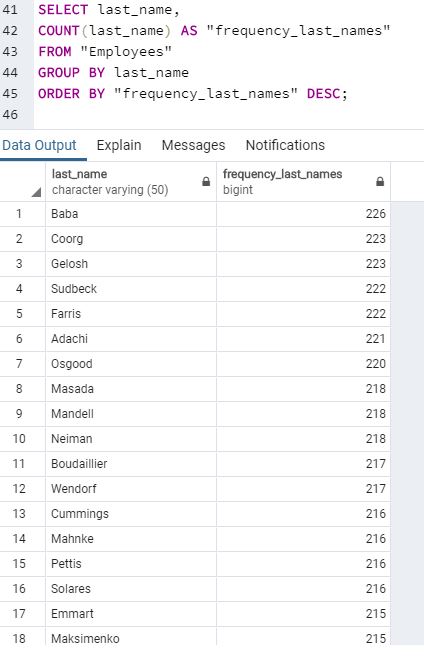 41 SELECT last_name,
42 COUNT(last_name) AS "frequency_last_names"
43 FROM "Employees"
44 GROUP BY last_name
45 ORDER BY "frequency_last_names" DESC;
46
Data Output Explain Messages Notifications
last_name frequency_last_names
character varying (50) bigint
1 Baba 226
2 Coorg 223
3 Gelosh 223
4 Sudbeck 222
5 Farris 222
6 Adachi 221
7 Osgood 220
8 Masada 218
9 Mandell 218
10 Neiman 218
11 Boudaillier 217
12 Wendorf 217
13 Cummings 216
14 Mahnke 216
15 Pettis 216
16 Solares 216
17 Emmart 215
18 Maksimenko 215